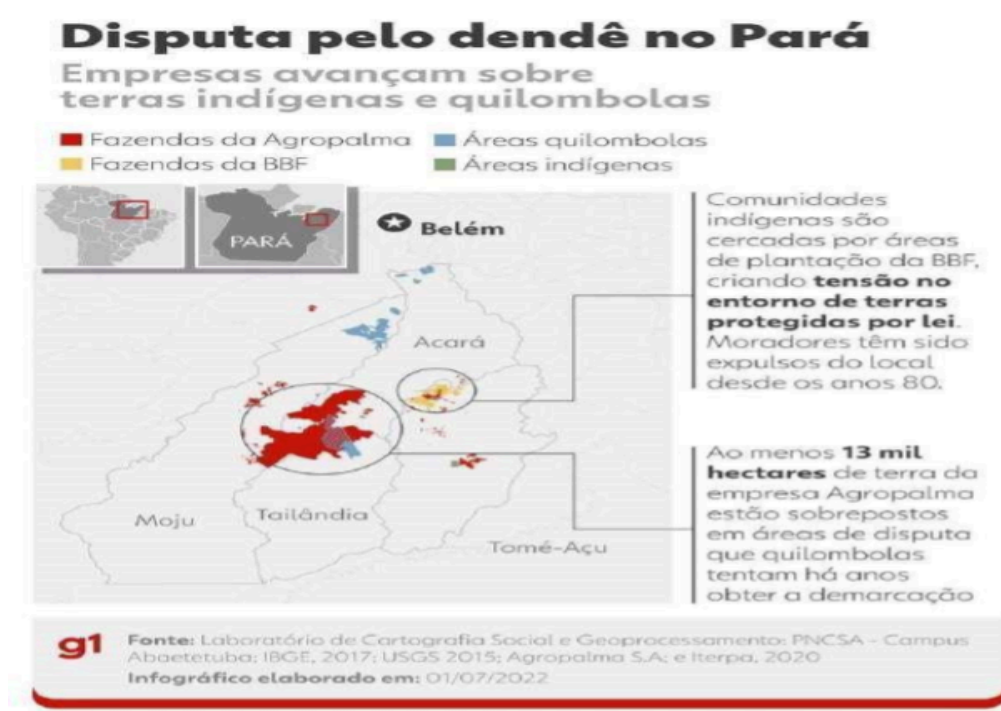 Disputa pelo dendê no Pará
Empresas avançam sobre
terras indígenas e quilombolas
Fazendas da Agropalma
Áreas quilombolas
Fazendas da BBF
Áreas indígenas
PARÁ
Belém
Acará
Moju
Tailândia
Tomé-Açu
Comunidades
indígenas são
cercadas por áreas
de plantação da BBF,
criando tensão no
entorno de terras
protegidas por lei.
Moradores têm sido
expulsos do local
desde os anos 80.
Ao menos 13 mil
hectares de terra da
empresa Agropalma
estão sobrepostos
em áreas de disputa
que quilombolas
tentam há anos
obter a demarcação
g1
Fonte: Laboratório de Cartografia Social e Geoprocessamento: PNCSA - Campus
Abaetetuba; IBGE, 2017; USGS 2015; Agropalma S.A; e Iterpa, 2020
Infográfico elaborado em: 01/07/2022